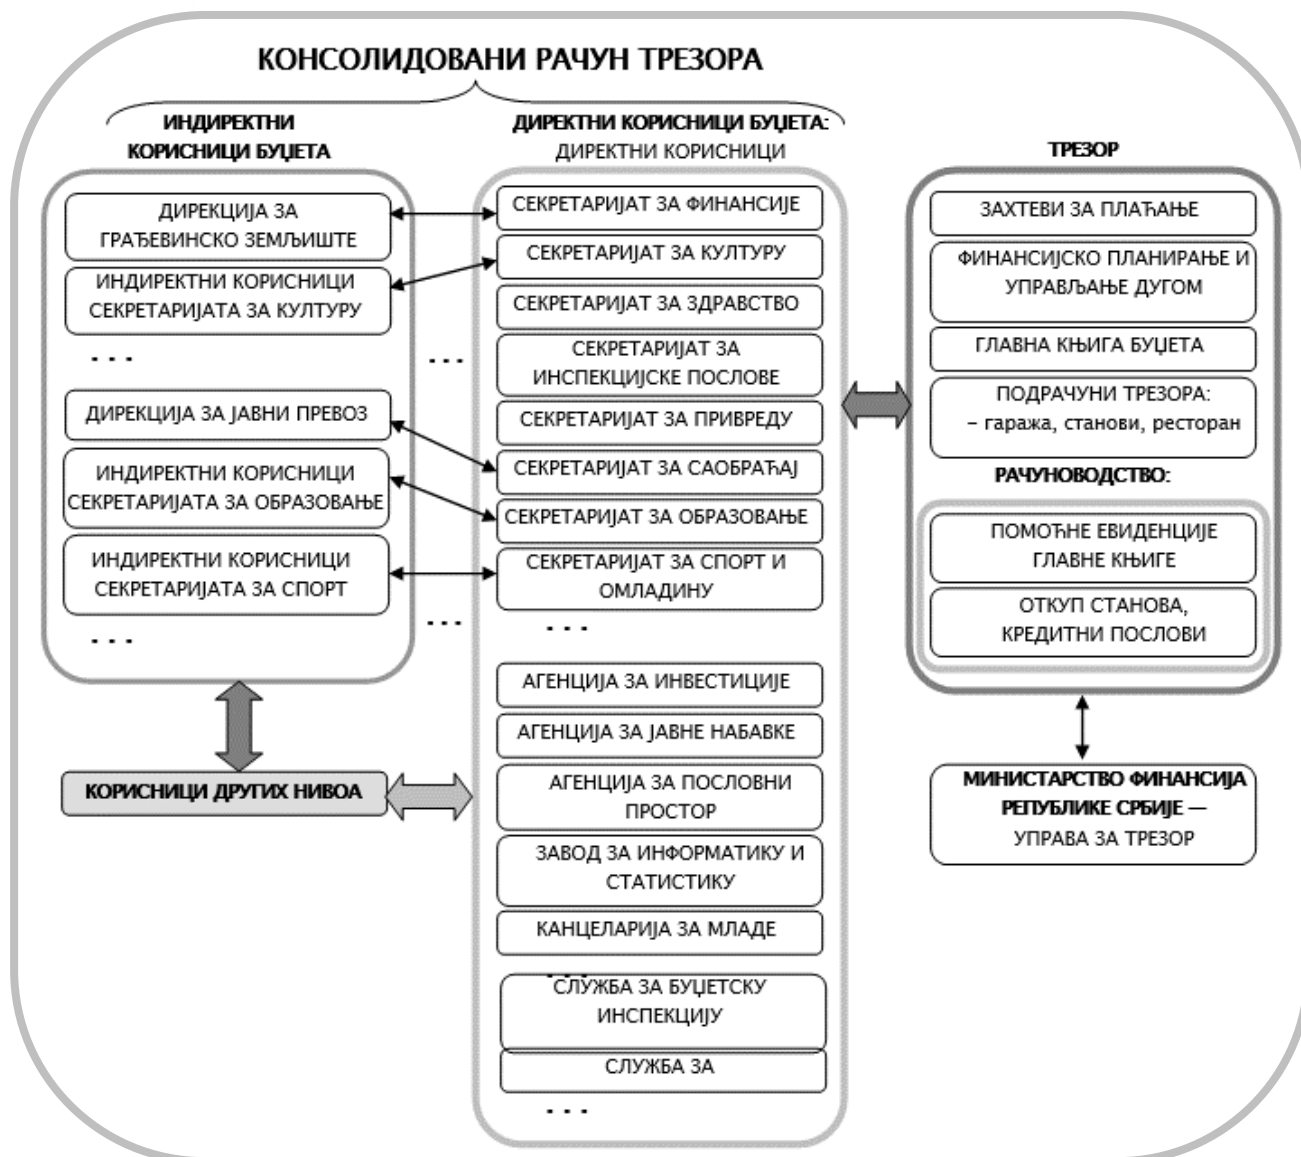 КОНСОЛИДОВАНИ РАЧУН ТРЕЗОРА
ИНДИРЕКТНИ
КОРИСНИЦИ БУЏЕТА
ДИРЕКЦИЈА ЗА
ГРАЂЕВИНСКО ЗЕМЉИШТЕ
ИНДИРЕКТНИ КОРИСНИЦИ
СЕКРЕТАРИЈАТА ЗА КУЛТУРУ
. . .
ДИРЕКЦИЈА ЗА ЈАВНИ ПРЕВОЗ
ИНДИРЕКТНИ КОРИСНИЦИ
СЕКРЕТАРИЈАТА ЗА ОБРАЗОВАЊЕ
ИНДИРЕКТНИ КОРИСНИЦИ
СЕКРЕТАРИЈАТА ЗА СПОРТ
. . .
КОРИСНИЦИ ДРУГИХ НИВОА
. . .
. . .
ДИРЕКТНИ КОРИСНИЦИ БУЏЕТА:
ДИРЕКТНИ КОРИСНИЦИ
СЕКРЕТАРИЈАТ ЗА ФИНАНСИЈЕ
СЕКРЕТАРИЈАТ ЗА КУЛТУРУ
СЕКРЕТАРИЈАТ ЗА ЗДРАВСТВО
СЕКРЕТАРИЈАТ ЗА
ИНСПЕКЦИЈСКЕ ПОСЛОВЕ
СЕКРЕТАРИЈАТ ЗА ПРИВРЕДУ
СЕКРЕТАРИЈАТ ЗА САОБРАЋАЈ
СЕКРЕТАРИЈАТ ЗА ОБРАЗОВАЊЕ
СЕКРЕТАРИЈАТ ЗА СПОРТ И
ОМЛАДИНУ
. . .
АГЕНЦИЈА ЗА ИНВЕСТИЦИЈЕ
АГЕНЦИЈА ЗА ЈАВНЕ НАБАВКЕ
АГЕНЦИЈА ЗА ПОСЛОВНИ
ПРОСТОР
ЗАВОД ЗА ИНФОРМАТИКУ И
СТАТИСТИКУ
КАНЦЕЛАРИЈА ЗА МЛАДЕ
. . .
СЛУЖБА ЗА БУЏЕТСКУ
ИНСПЕКЦИЈУ
СЛУЖБА ЗА
. . .
ТРЕЗОР
ЗАХТЕВИ ЗА ПЛАЋАЊЕ
ФИНАНСИЈСКО ПЛАНИРАЊЕ И
УПРАВЉАЊЕ ДУГОМ
ГЛАВНА КЊИГА БУЏЕТА
ПОДРАЧУНИ ТРЕЗОРА:
– гаража, станови, ресторан
РАЧУНОВОДСТВО:
ПОМОЋНЕ ЕВИДЕНЦИЈЕ
ГЛАВНЕ КЊИГЕ
ОТКУП СТАНОВА,
КРЕДИТНИ ПОСЛОВИ
МИНИСТАРСТВО ФИНАНСИЈА
РЕПУБЛИКЕ СРБИЈЕ —
УПРАВА ЗА ТРЕЗОР